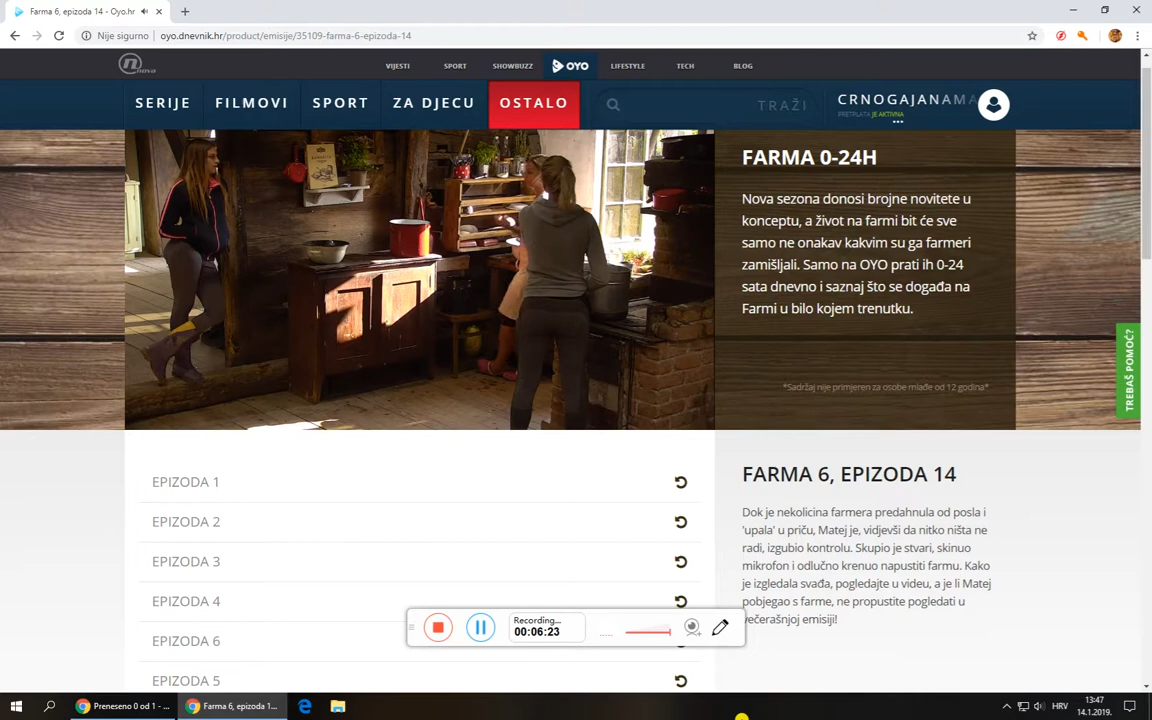 Farma 6, epizoda 14 - Oyo.hr
Nije sigurno
oyo.dnevnik.hr/product/emisije/35109-farma-6-epizoda-14
nova
VIJESTI
SPORT
SHOWBUZZ
OYO
LIFESTYLE
TECH
BLOG
SERIJE
FILMOVI
SPORT
ZA DJECU
OSTALO
TRAŽI
CRNOGAJANAMA
PRETPLATA JE AKTIVNA
FARMA 0-24H
Nova sezona donosi brojne novitete u
konceptu, a život na farmi bit će sve
samo ne onakav kakvim su ga farmeri
zamišljali. Samo na OYO prati ih 0-24
sata dnevno i saznaj što se događa na
Farmi u bilo kojem trenutku.
*Sadržaj nije primjeren za osobe mlađe od 12 godina*
TREBAŠ POMOĆ?
EPIZODA 1
EPIZODA 2
EPIZODA 3
EPIZODA 4
EPIZODA 6
EPIZODA 5
FARMA 6, EPIZODA 14
Dok je nekolicina farmera predahnula od posla i
'upala' u priču, Matej je, vidjevši da nitko ništa ne
radi, izgubio kontrolu. Skupio je stvari, skinuo
mikrofon i odlučno krenuo napustiti farmu. Kako
je izgledala svađa, pogledajte u videu, a je li Matej
pobjegao s farme, ne propustite pogledati u
večerašnjoj emisiji!
Recording...
00:06:23
Preneseno 0 od 1 - ...
Farma 6, epizoda 1...
HRV
13:47
14.1.2019.